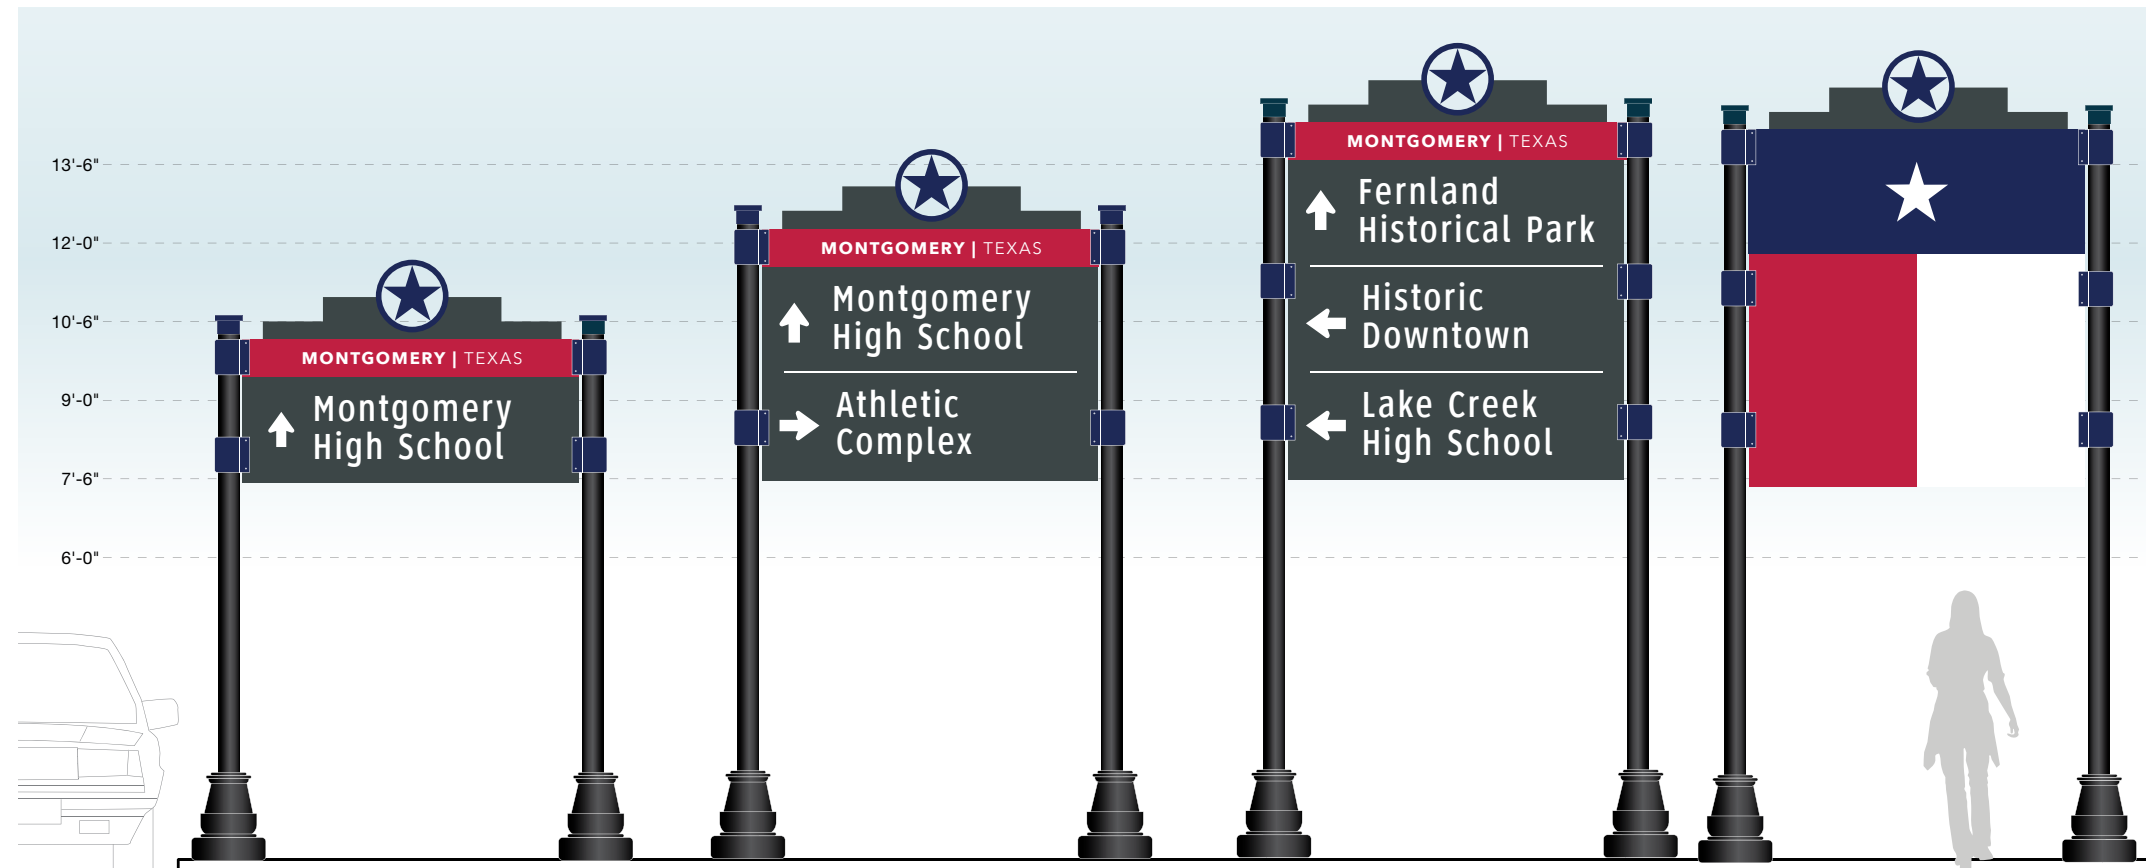 13'-6"
12'-0"
10'-6"
9'-0"
7'-6"
6'-0"
MONTGOMERY | TEXAS
Montgomery
High School
MONTGOMERY | TEXAS
Montgomery
High School
Athletic
Complex
MONTGOMERY | TEXAS
Fernland
Historical Park
Historic
Downtown
Lake Creek
High School